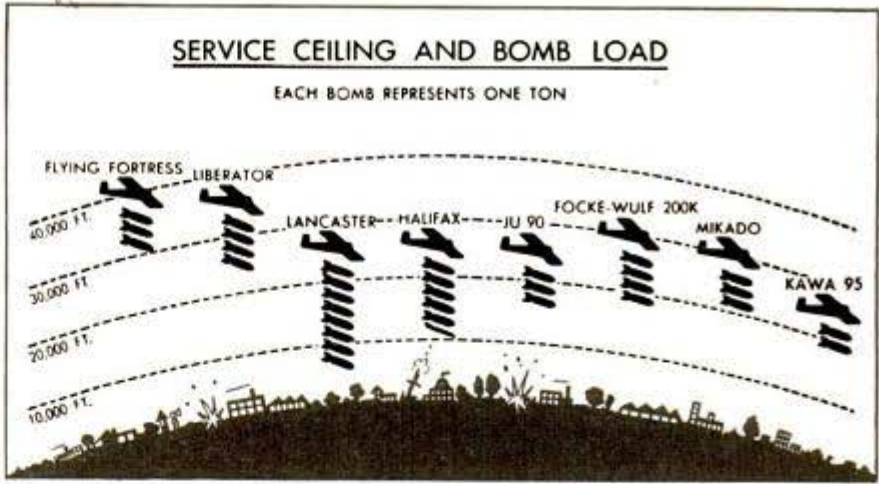 SERVICE CEILING AND BOMB LOAD
EACH BOMB REPRESENTS ONE TON
FLYING FORTRESS
LIBERATOR
LANCASTER
HALIFAX
JU 90
FOCKE-WULF 200K
MIKADO
KAWA 95
40,000 FT.
30,000 FT.
20,000 FT.
10,000 FT.